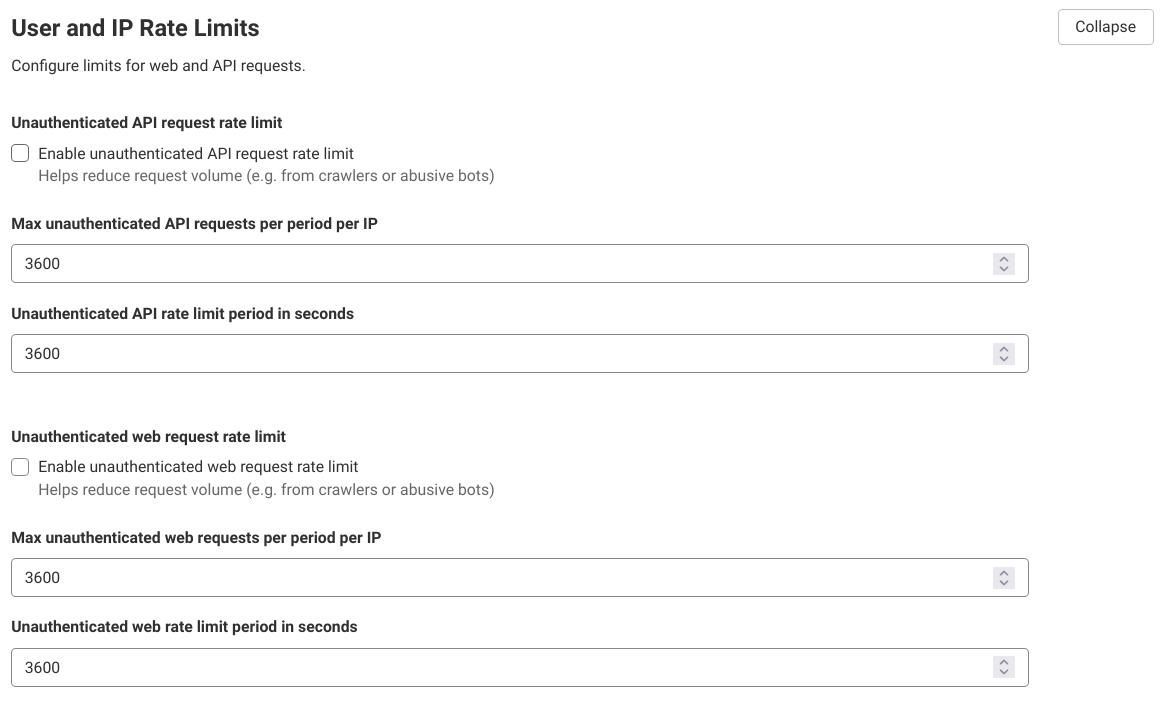 User and IP Rate Limits
Collapse
Configure limits for web and API requests.
Unauthenticated API request rate limit
Enable unauthenticated API request rate limit
Helps reduce request volume (e.g. from crawlers or abusive bots)
Max unauthenticated API requests per period per IP
3600
Unauthenticated API rate limit period in seconds
3600
Unauthenticated web request rate limit
Enable unauthenticated web request rate limit
Helps reduce request volume (e.g. from crawlers or abusive bots)
Max unauthenticated web requests per period per IP
3600
Unauthenticated web rate limit period in seconds
3600